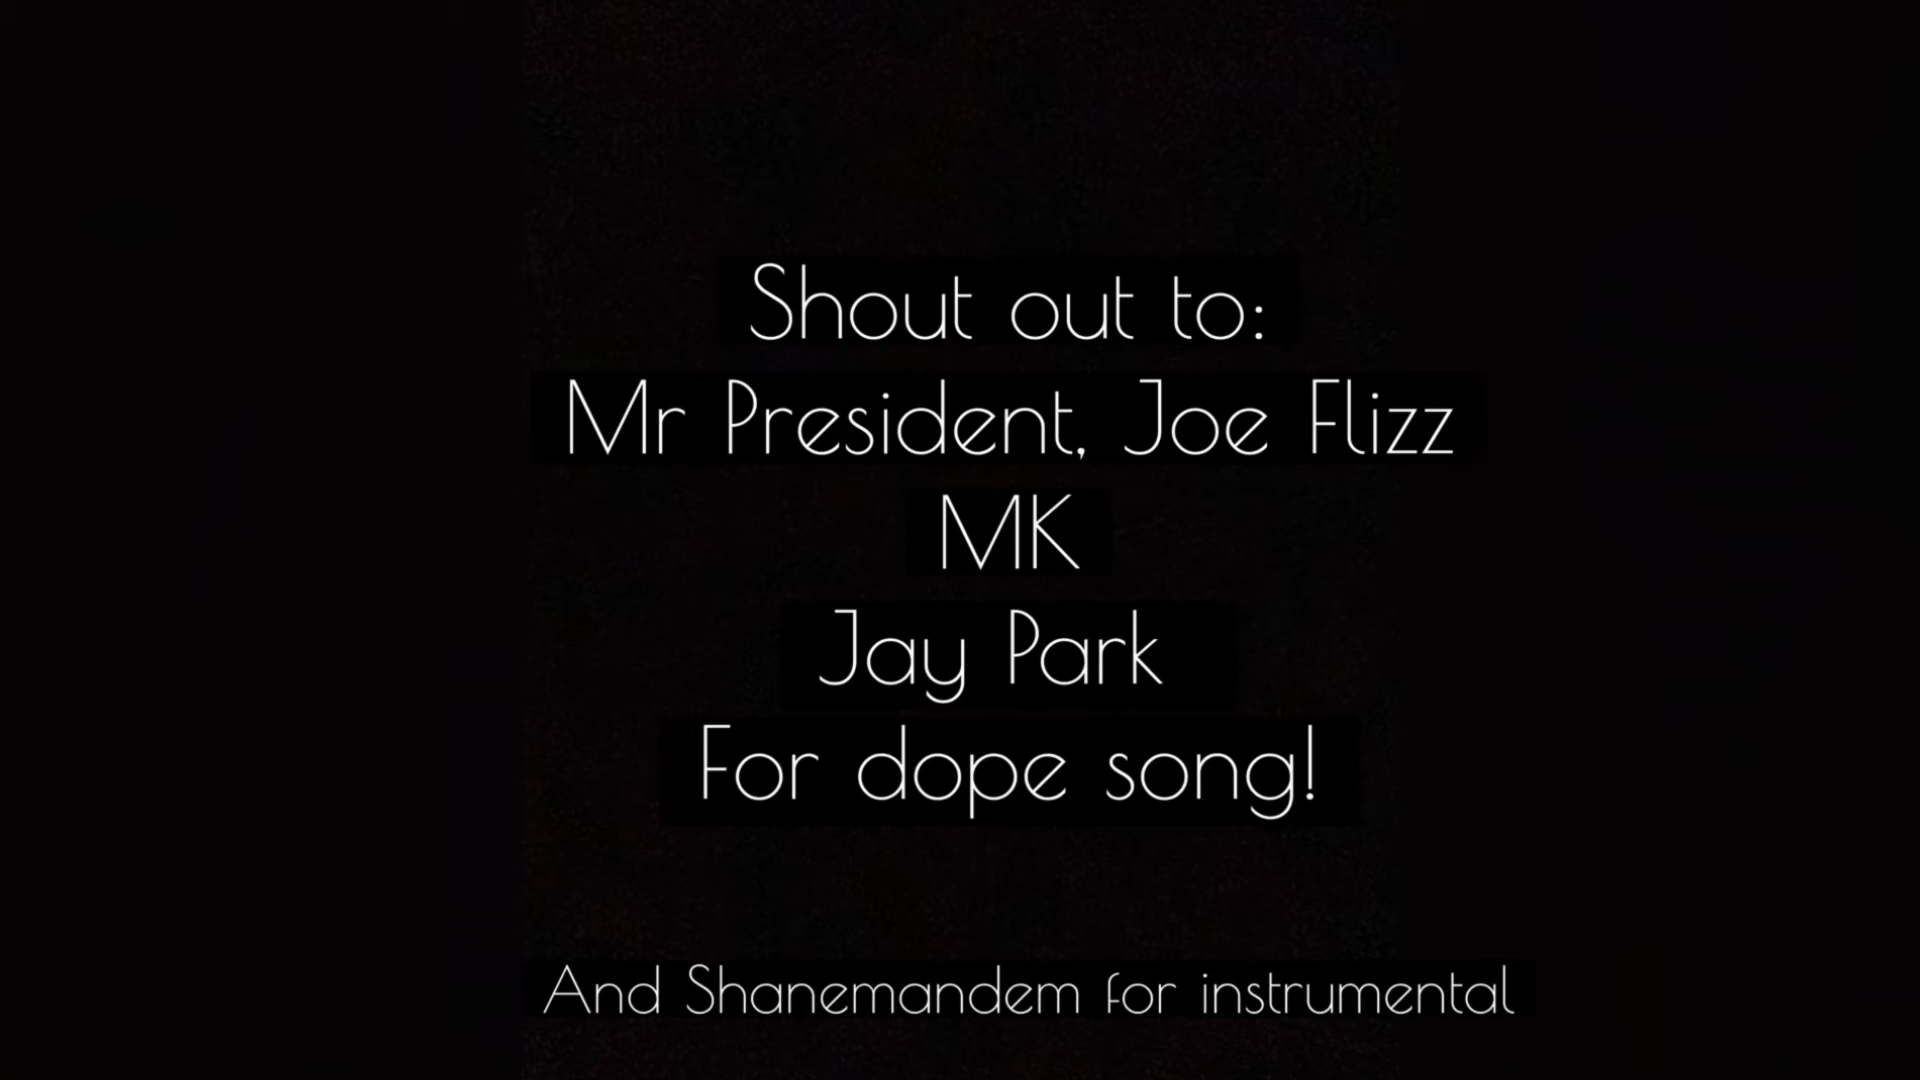 Shout out to:
Mr President, Joe Flizz
MK
Jay Park
For dope song!
And Shanemandem for instrumental